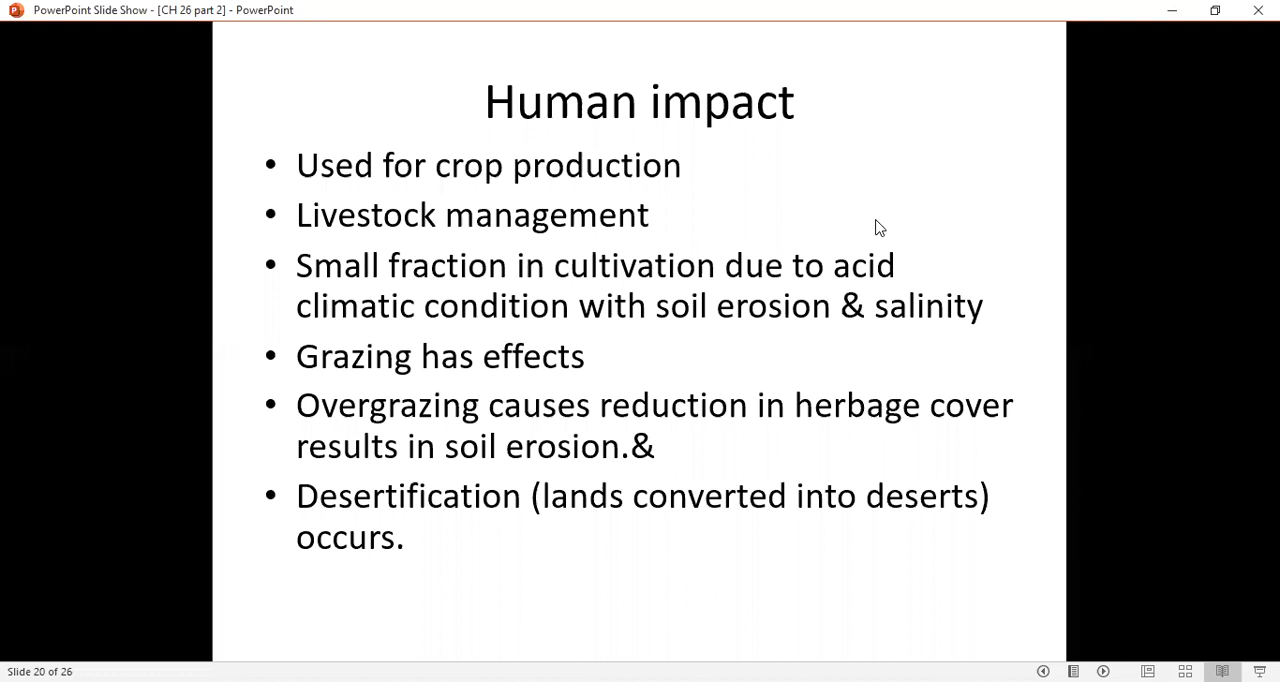 PowerPoint Slide Show - [CH 26 part 2] - PowerPoint
Human impact
• Used for crop production
• Livestock management
• Small fraction in cultivation due to acid
climatic condition with soil erosion & salinity
• Grazing has effects
• Overgrazing causes reduction in herbage cover
results in soil erosion.&
• Desertification (lands converted into deserts)
occurs.
Slide 20 of 26